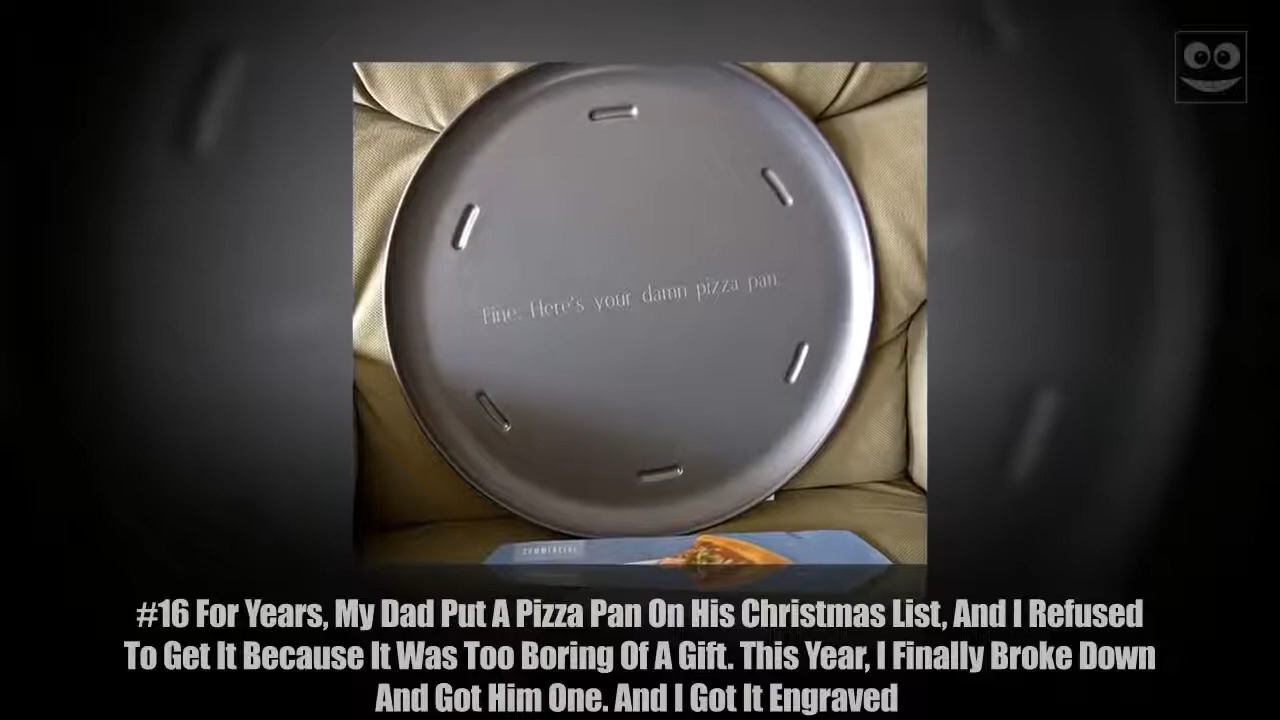 Fine. Here's your damn pizza pan.
COMMERCIAL
#16 For Years, My Dad Put A Pizza Pan On His Christmas List, And I Refused
To Get It Because It Was Too Boring Of A Gift. This Year, I Finally Broke Down
And Got Him One. And I Got It Engraved